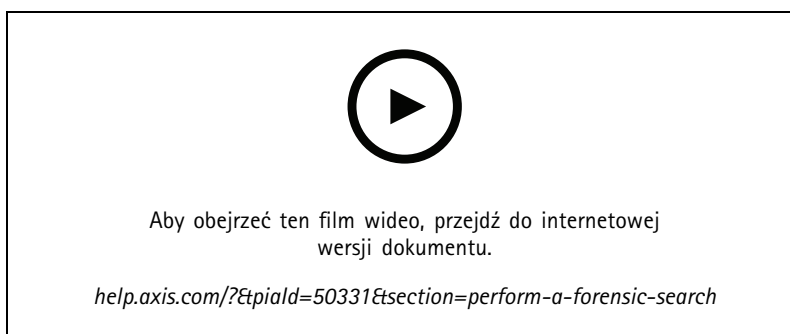 Aby obejrzeć ten film wideo, przejdź do internetowej
wersji dokumentu.
help.axis.com/?&piaId=50331&section=perform-a-forensic-search